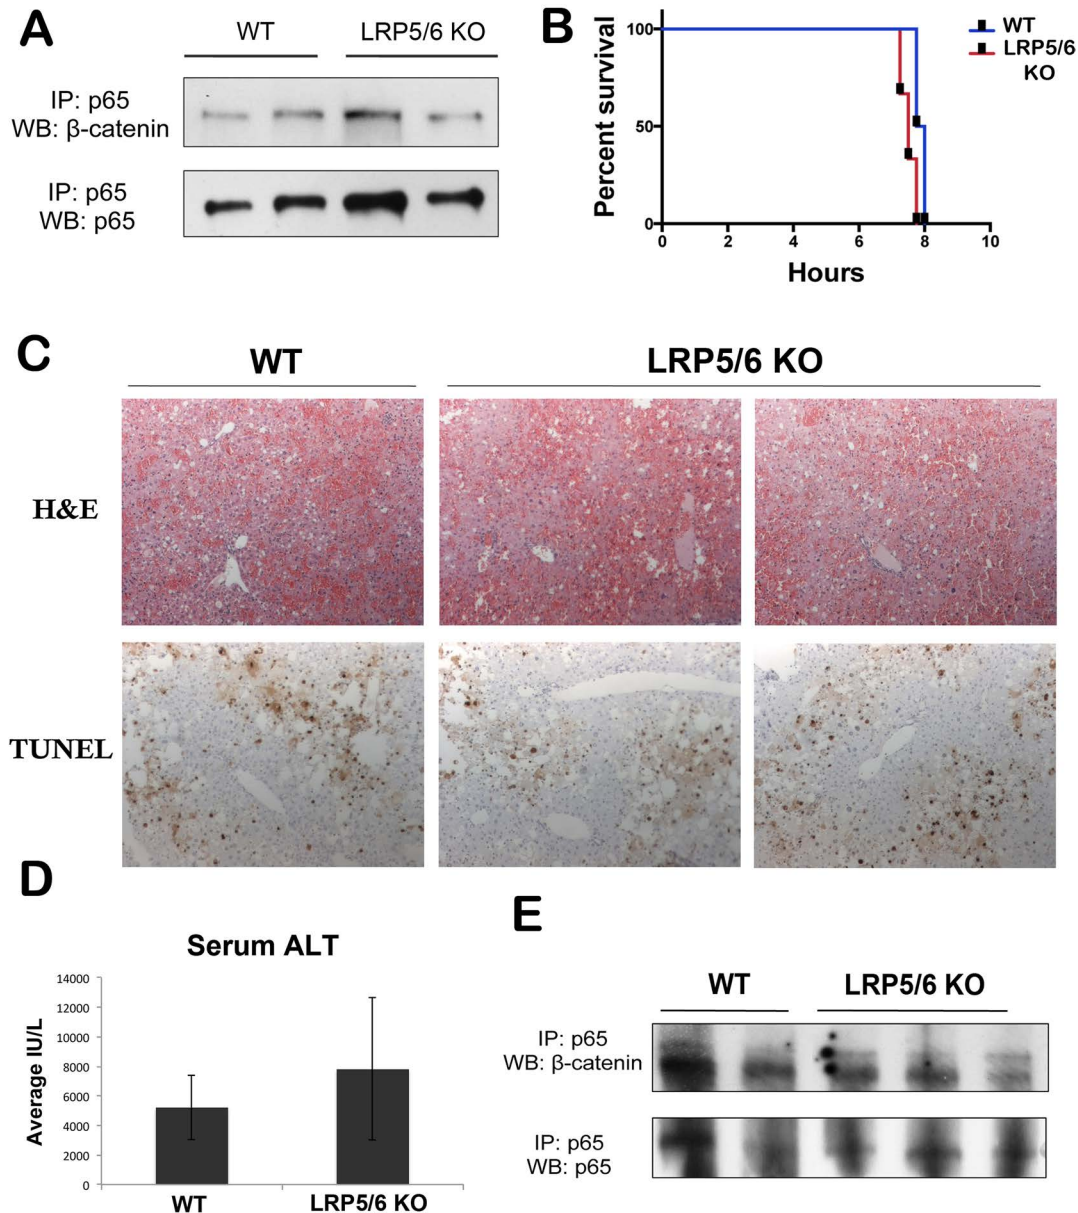 A
WT
LRP5/6 KO
IP: p65
WB: β-catenin
IP: p65
WB: p65
B
Percent survival
100
50
0
0
2
4
6
8
10
Hours
WT
LRP5/6
KO
C
WT
LRP5/6 KO
H&E
TUNEL
D
Serum ALT
Average IU/L
14000
12000
10000
8000
6000
4000
2000
0
WT
LRP5/6 KO
E
WT
LRP5/6 KO
IP: p65
WB: β-catenin
IP: p65
WB: p65